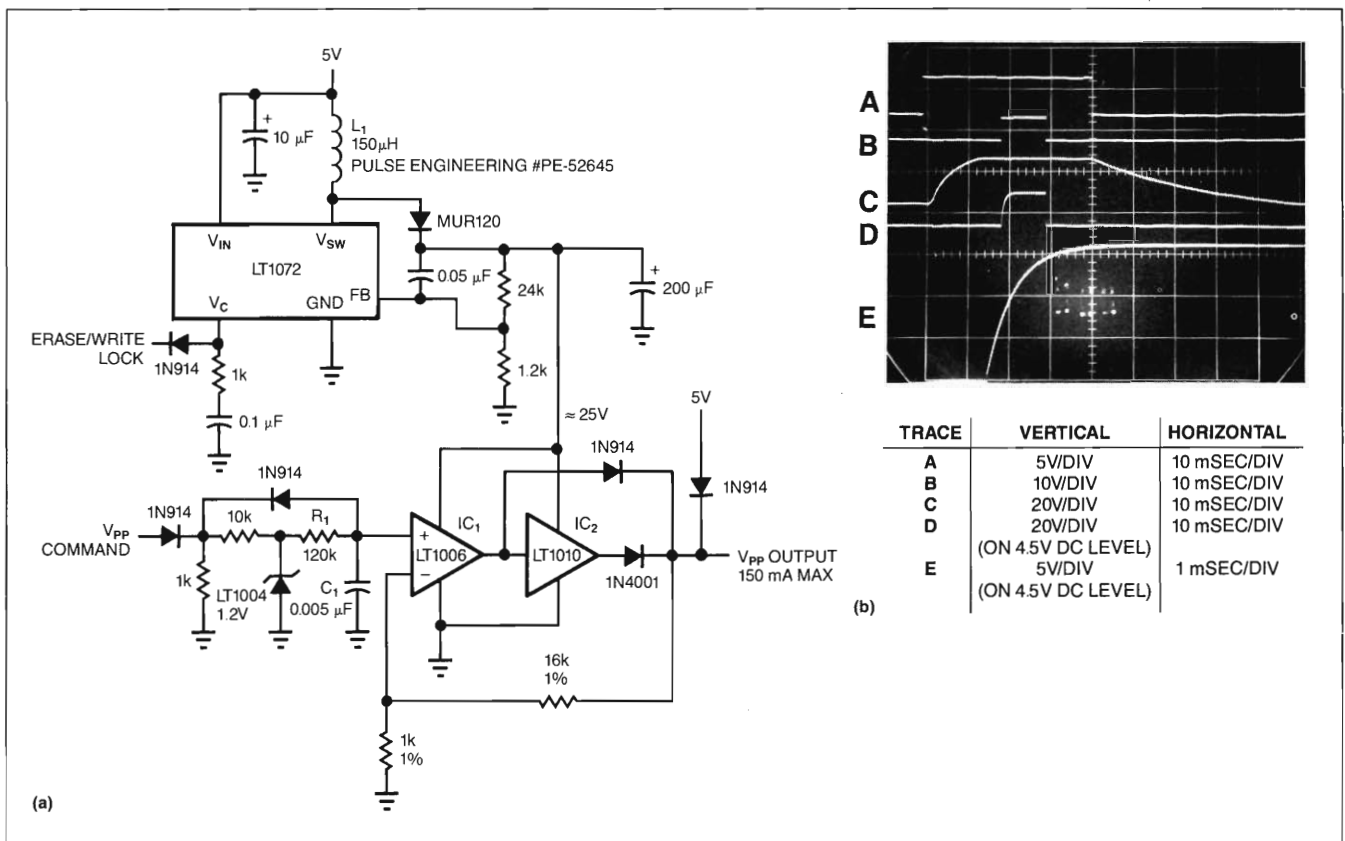 5V
+
10 µF
L1
150µH
PULSE ENGINEERING #PE-52645
MUR120
VIN
VSW
LT1072
VC
GND
FB
0.05 µF
24k
+
200 µF
1.2k
ERASE/WRITE
LOCK
1N914
1k
0.1 µF
≈ 25V
5V
1N914
1N914
1N914
1N914
VPP
COMMAND
10k
R1
120k
1k
LT1004
1.2V
C1
0.005 µF
+
−
IC1
LT1006
IC2
LT1010
1N4001
VPP OUTPUT
150 mA MAX
16k
1%
1k
1%
(a)
A
B
C
D
E
TRACE VERTICAL HORIZONTAL
A 5V/DIV 10 mSEC/DIV
B 10V/DIV 10 mSEC/DIV
C 20V/DIV 10 mSEC/DIV
D 20V/DIV 10 mSEC/DIV
(ON 4.5V DC LEVEL)
E 5V/DIV 1 mSEC/DIV
(ON 4.5V DC LEVEL)
(b)